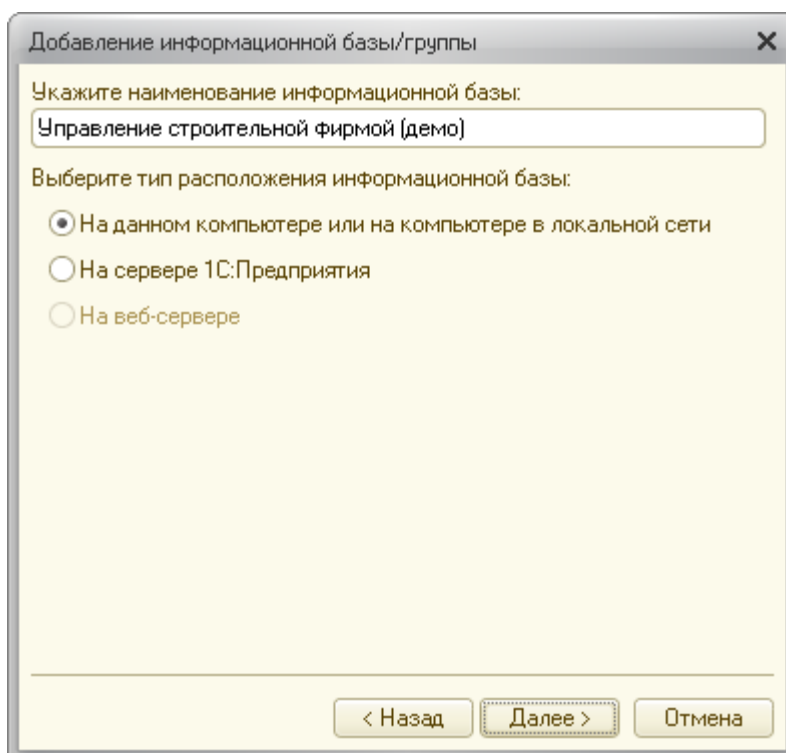 Добавление информационной базы/группы
Укажите наименование информационной базы:
Управление строительной фирмой (демо)
Выберите тип расположения информационной базы:
На данном компьютере или на компьютере в локальной сети
На сервере 1С:Предприятия
На веб-сервере
< Назад Далее > Отмена